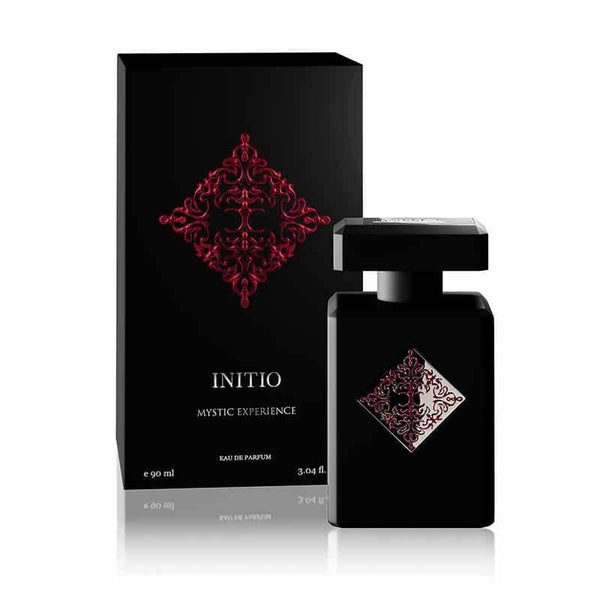 INITIO
MYSTIC EXPERIENCE
EAU DE PARFUM
e 90 ml
3.04 fl.